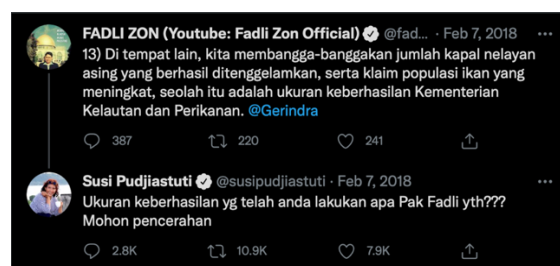 FADLI ZON (Youtube: Fadli Zon Official) @fad... · Feb 7, 2018
13) Di tempat lain, kita membangga-banggakan jumlah kapal nelayan
asing yang berhasil ditenggelamkan, serta klaim populasi ikan yang
meningkat, seolah itu adalah ukuran keberhasilan Kementerian
Kelautan dan Perikanan. @Gerindra
387 220 241
Susi Pudjiastuti @susipudjiastuti · Feb 7, 2018
Ukuran keberhasilan yg telah anda lakukan apa Pak Fadli yth???
Mohon pencerahan
2.8K 10.9K 7.9K